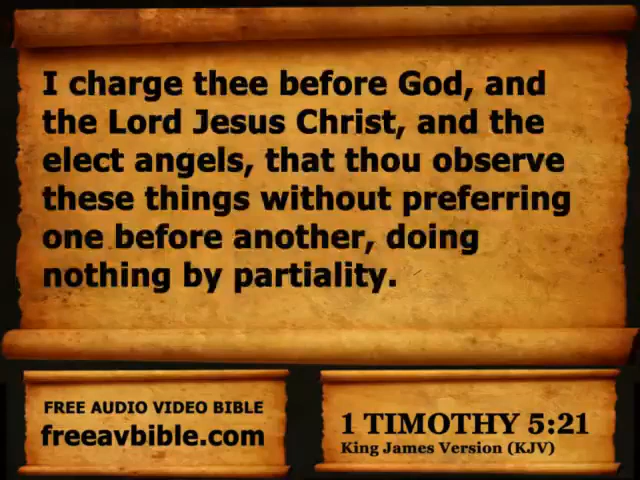 I charge thee before God, and
the Lord Jesus Christ, and the
elect angels, that thou observe
these things without preferring
one before another, doing
nothing by partiality.
FREE AUDIO VIDEO BIBLE
freeavbible.com
1 TIMOTHY 5:21
King James Version (KJV)